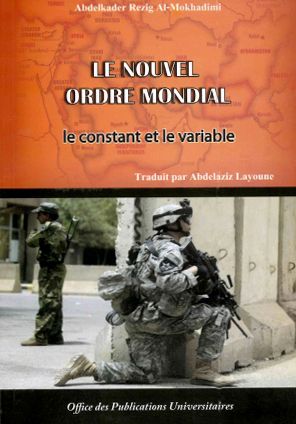 Abdelkader Rezig Al-Mokhadimi
LE NOUVEL
ORDRE MONDIAL
le constant et le variable
Traduit par Abdelaziz Layoune
Office des Publications Universitaires